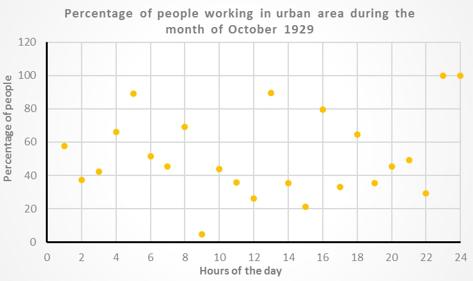 Percentage of people working in urban area during the
month of October 1929
120
100
80
60
40
20
0
Percentage of people
0 2 4 6 8 10 12 14 16 18 20 22 24
Hours of the day